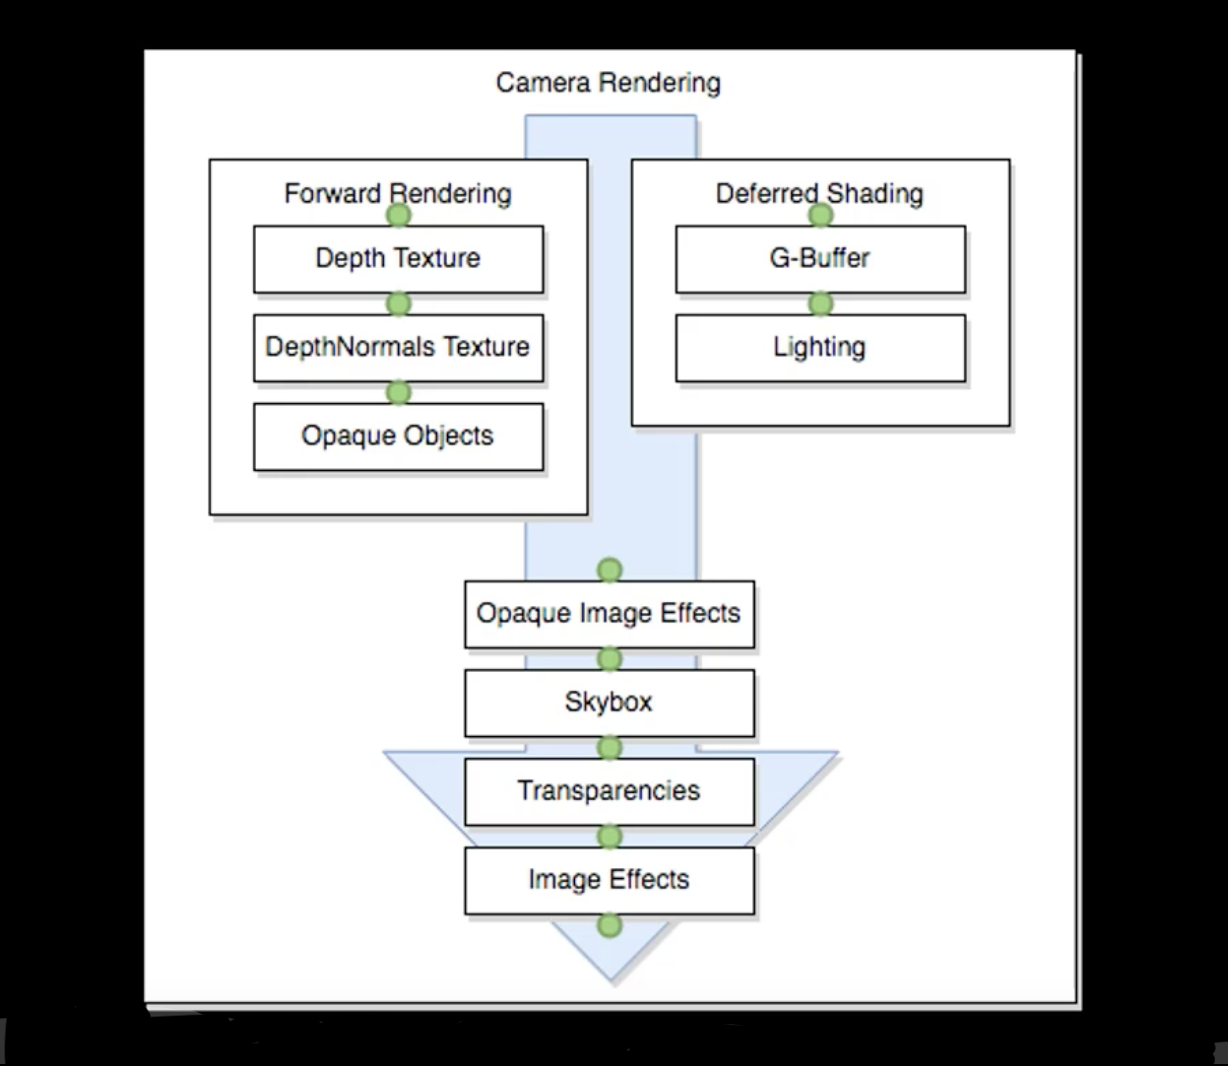 Camera Rendering
Forward Rendering
Depth Texture
DepthNormals Texture
Opaque Objects
Deferred Shading
G-Buffer
Lighting
Opaque Image Effects
Skybox
Transparencies
Image Effects